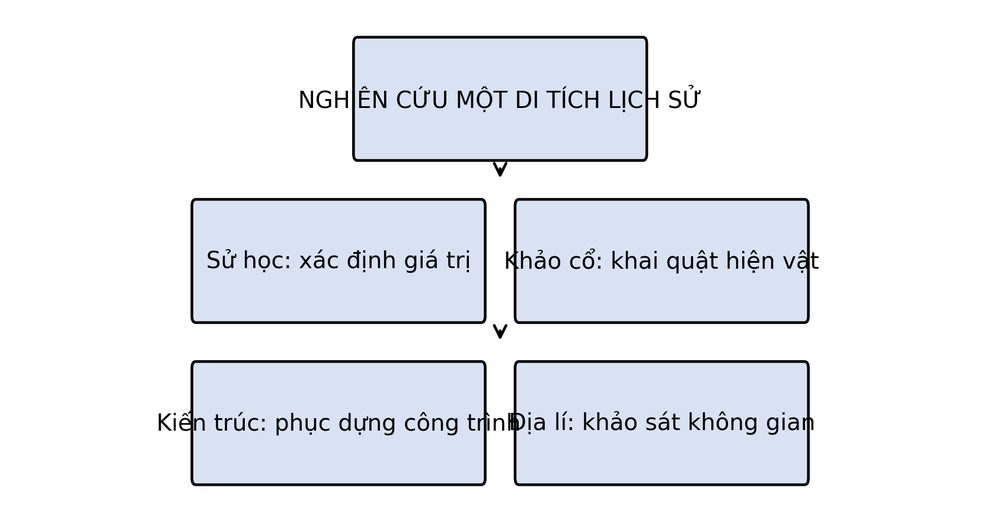 NGHIÊN CỨU MỘT DI TÍCH LỊCH SỬ
Sử học: xác định giá trị
Khảo cổ: khai quật hiện vật
Kiến trúc: phục dựng công trình
Địa lí: khảo sát không gian